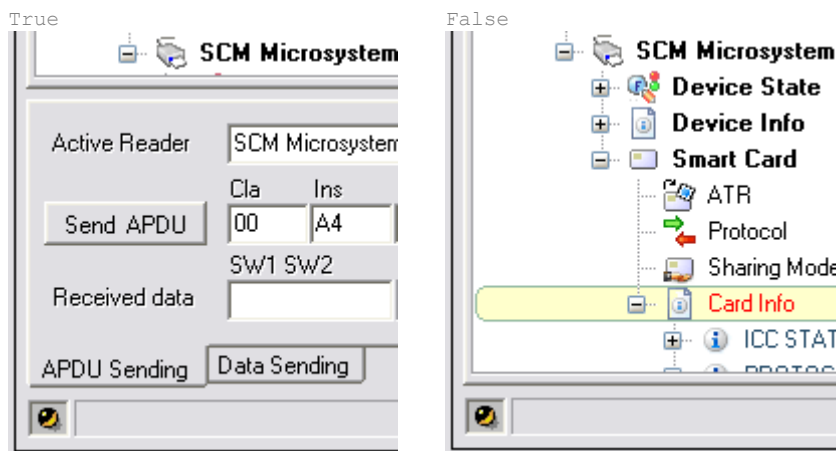 True
SCM Microsystem
Active Reader
SCM Microsystem
Cla Ins
Send APDU
00 A4
SW1 SW2
Received data
APDU Sending
Data Sending
False
SCM Microsystem
Device State
Device Info
Smart Card
ATR
Protocol
Sharing Mode
Card Info
ICC STAT